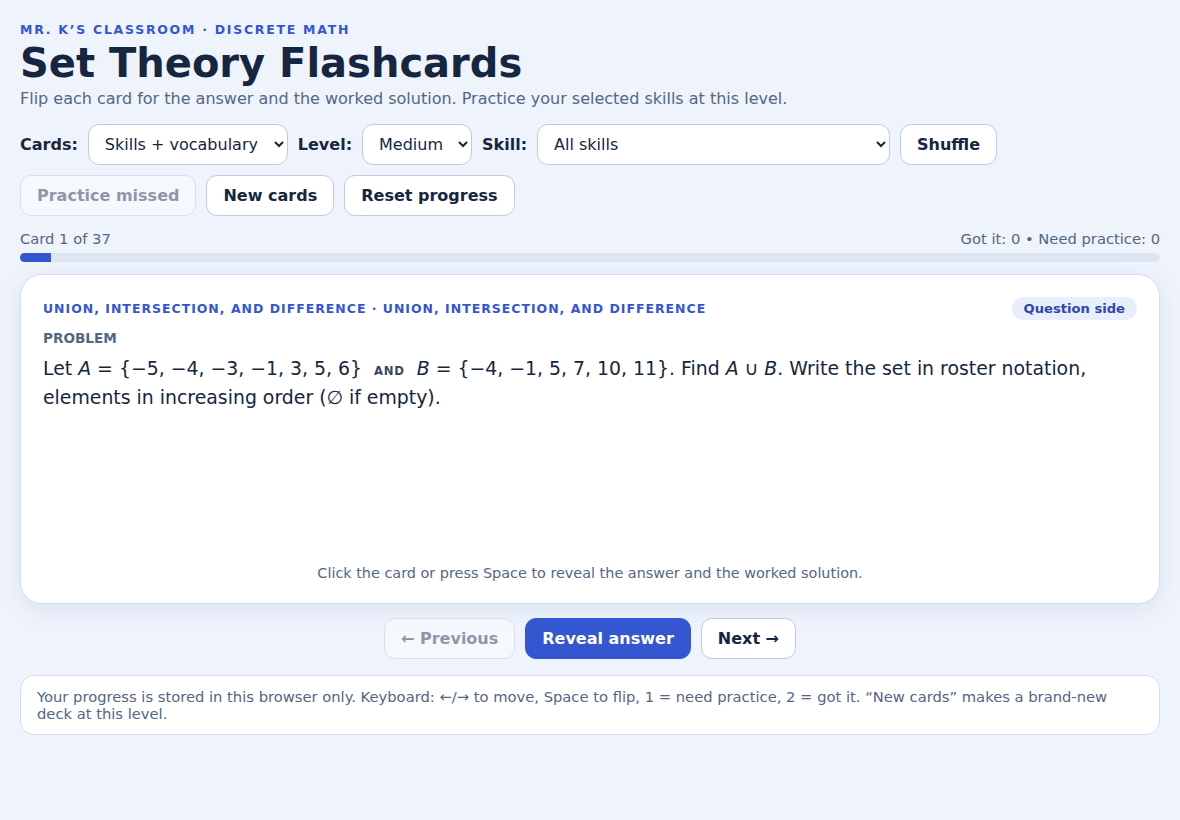 MR. K’S CLASSROOM · DISCRETE MATH
Set Theory Flashcards
Flip each card for the answer and the worked solution. Practice your selected skills at this level.
Cards: Skills + vocabulary Level: Medium Skill: All skills Shuffle
Practice missed New cards Reset progress
Card 1 of 37 Got it: 0 • Need practice: 0
UNION, INTERSECTION, AND DIFFERENCE · UNION, INTERSECTION, AND DIFFERENCE Question side
PROBLEM
Let A = {−5, −4, −3, −1, 3, 5, 6} AND B = {−4, −1, 5, 7, 10, 11}. Find A ∪ B. Write the set in roster notation,
elements in increasing order (∅ if empty).
Click the card or press Space to reveal the answer and the worked solution.
← Previous Reveal answer Next →
Your progress is stored in this browser only. Keyboard: ←/→ to move, Space to flip, 1 = need practice, 2 = got it. “New cards” makes a brand-new
deck at this level.